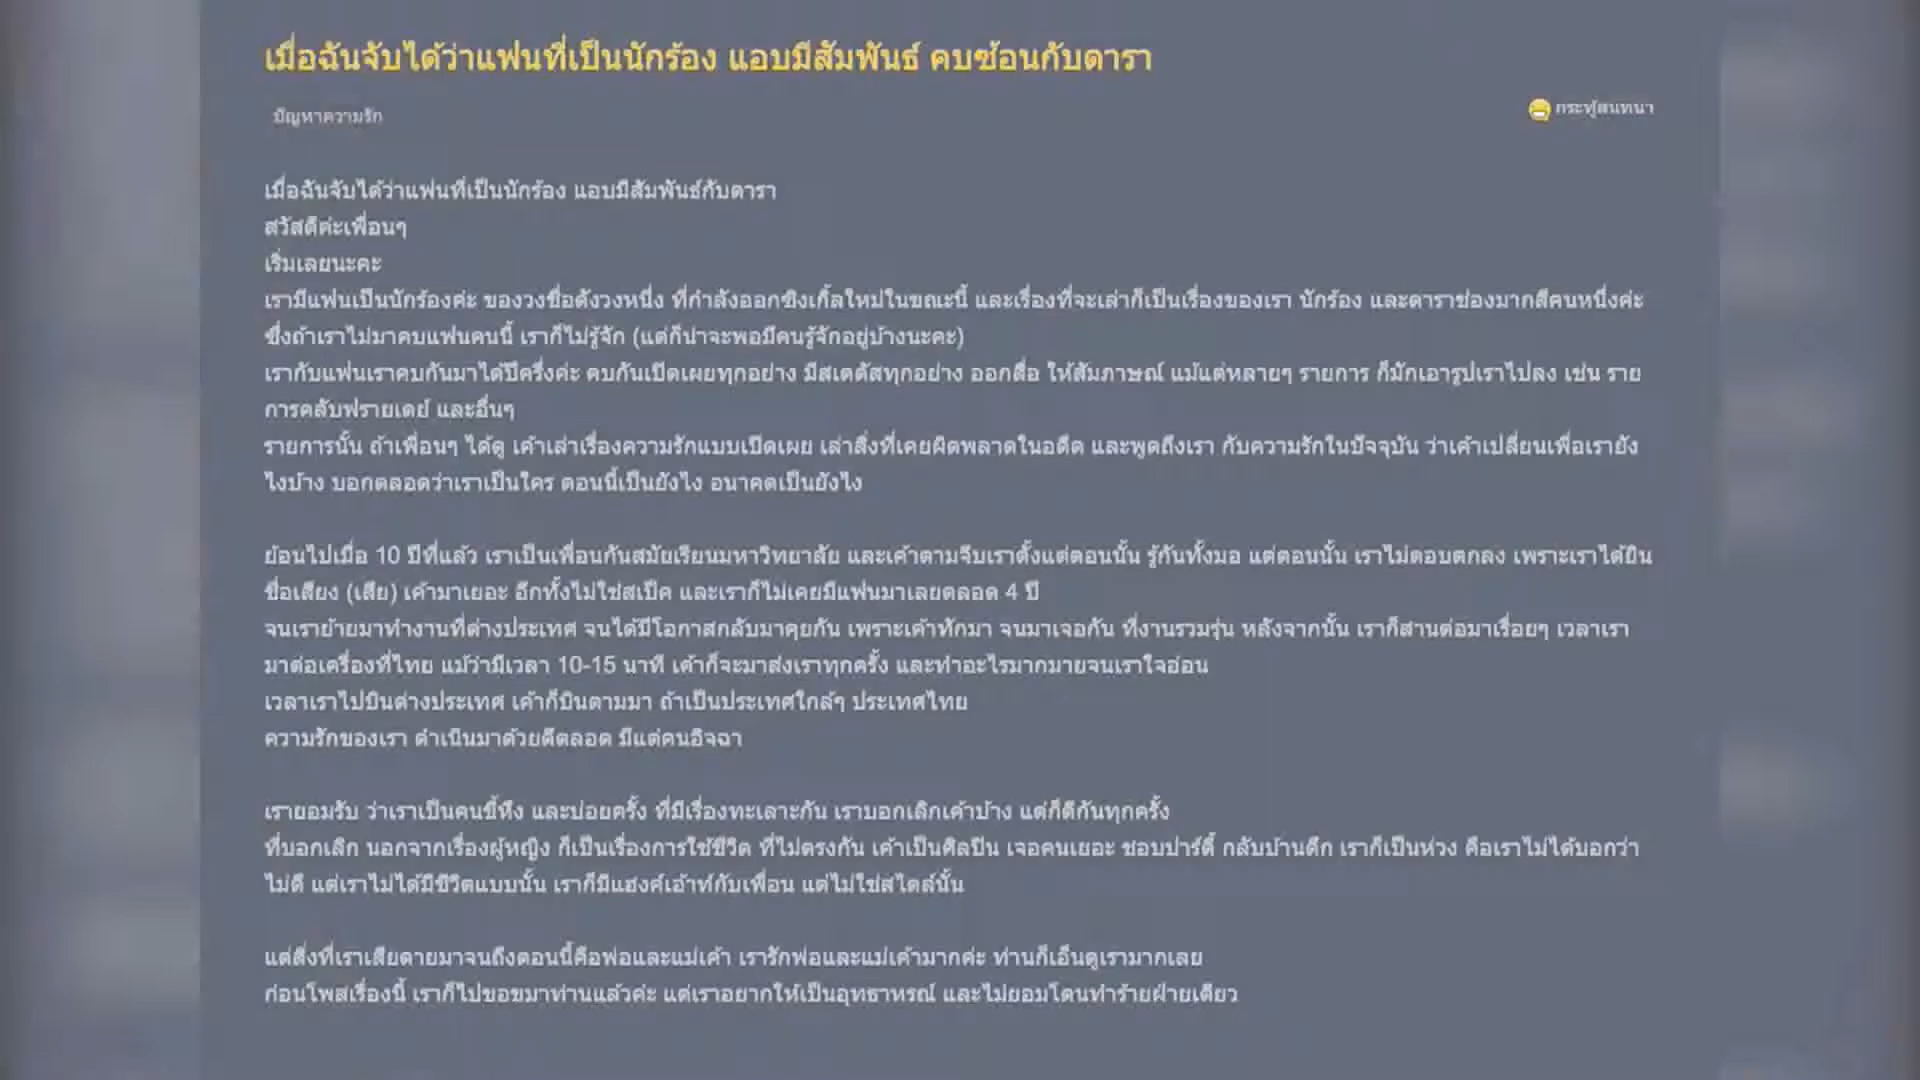 เมื่อฉันจับได้ว่าแฟนที่เป็นนักร้อง แอบมีสัมพันธ์ คบซ้อนกับดารา
ปัญหาความรัก
กระทู้สนทนา
เมื่อฉันจับได้ว่าแฟนที่เป็นนักร้อง แอบมีสัมพันธ์กับดารา
สวัสดีค่ะเพื่อนๆ
เริ่มเลยนะคะ
เรามีแฟนเป็นนักร้องค่ะ ของวงชื่อดังวงหนึ่ง ที่กำลังออกซิงเกิ้ลใหม่ในขณะนี้ และเรื่องที่จะเล่าก็เป็นเรื่องของเรา นักร้อง และดาราช่องมากสีคนหนึ่งค่ะ
ซึ่งถ้าเราไม่มาคบแฟนคนนี้ เราก็ไม่รู้จัก (แต่ก็น่าจะพอมีคนรู้จักอยู่บ้างนะคะ)
เรากับแฟนเราคบกันมาได้ปีครึ่งค่ะ คบกันเปิดเผยทุกอย่าง มีสเตตัสทุกอย่าง ออกสื่อ ให้สัมภาษณ์ แม้แต่หลายๆ รายการ ก็มักเอารูปเราไปลง เช่น ราย
การคลับฟรายเดย์ และอื่นๆ
รายการนั้น ถ้าเพื่อนๆ ได้ดู เค้าเล่าเรื่องความรักแบบเปิดเผย เล่าสิ่งที่เคยผิดพลาดในอดีต และพูดถึงเรา กับความรักในปัจจุบัน ว่าเค้าเปลี่ยนเพื่อเรายัง
ไงบ้าง บอกตลอดว่าเราเป็นใคร ตอนนี้เป็นยังไง อนาคตเป็นยังไง
ย้อนไปเมื่อ 10 ปีที่แล้ว เราเป็นเพื่อนกันสมัยเรียนมหาวิทยาลัย และเค้าตามจีบเราตั้งแต่ตอนนั้น รู้กันทั้งมอ แต่ตอนนั้น เราไม่ตอบตกลง เพราะเราได้ยิน
ชื่อเสียง (เสีย) เค้ามาเยอะ อีกทั้งไม่ใช่สเป็ค และเราก็ไม่เคยมีแฟนมาเลยตลอด 4 ปี
จนเราย้ายมาทำงานที่ต่างประเทศ จนได้มีโอกาสกลับมาคุยกัน เพราะเค้าทักมา จนมาเจอกัน ที่งานรวมรุ่น หลังจากนั้น เราก็สานต่อมาเรื่อยๆ เวลาเรา
มาต่อเครื่องที่ไทย แม้ว่ามีเวลา 10-15 นาที เค้าก็จะมาส่งเราทุกครั้ง และทำอะไรมากมายจนเราใจอ่อน
เวลาเราไปบินต่างประเทศ เค้าก็บินตามมา ถ้าเป็นประเทศใกล้ๆ ประเทศไทย
ความรักของเรา ดำเนินมาด้วยดีตลอด มีแต่คนอิจฉา
เรายอมรับ ว่าเราเป็นคนขี้หึง และบ่อยครั้ง ที่มีเรื่องทะเลาะกัน เราบอกเลิกเค้าบ้าง แต่ก็ดีกันทุกครั้ง
ที่บอกเลิก นอกจากเรื่องผู้หญิง ก็เป็นเรื่องการใช้ชีวิต ที่ไม่ตรงกัน เค้าเป็นศิลปิน เจอคนเยอะ ชอบปาร์ตี้ กลับบ้านดึก เราก็เป็นห่วง คือเราไม่ได้บอกว่า
ไม่ดี แต่เราไม่ได้มีชีวิตแบบนั้น เราก็มีแฮงค์เอ้าท์กับเพื่อน แต่ไม่ใช่สไตล์นั้น
แต่สิ่งที่เราเสียดายมาจนถึงตอนนี้คือพ่อและแม่เค้า เรารักพ่อและแม่เค้ามากค่ะ ท่านก็เอ็นดูเรามากเลย
ก่อนโพสเรื่องนี้ เราก็ไปขอขมาท่านแล้วค่ะ แต่เราอยากให้เป็นอุทธาหรณ์ และไม่ยอมโดนทำร้ายฝ่ายเดียว